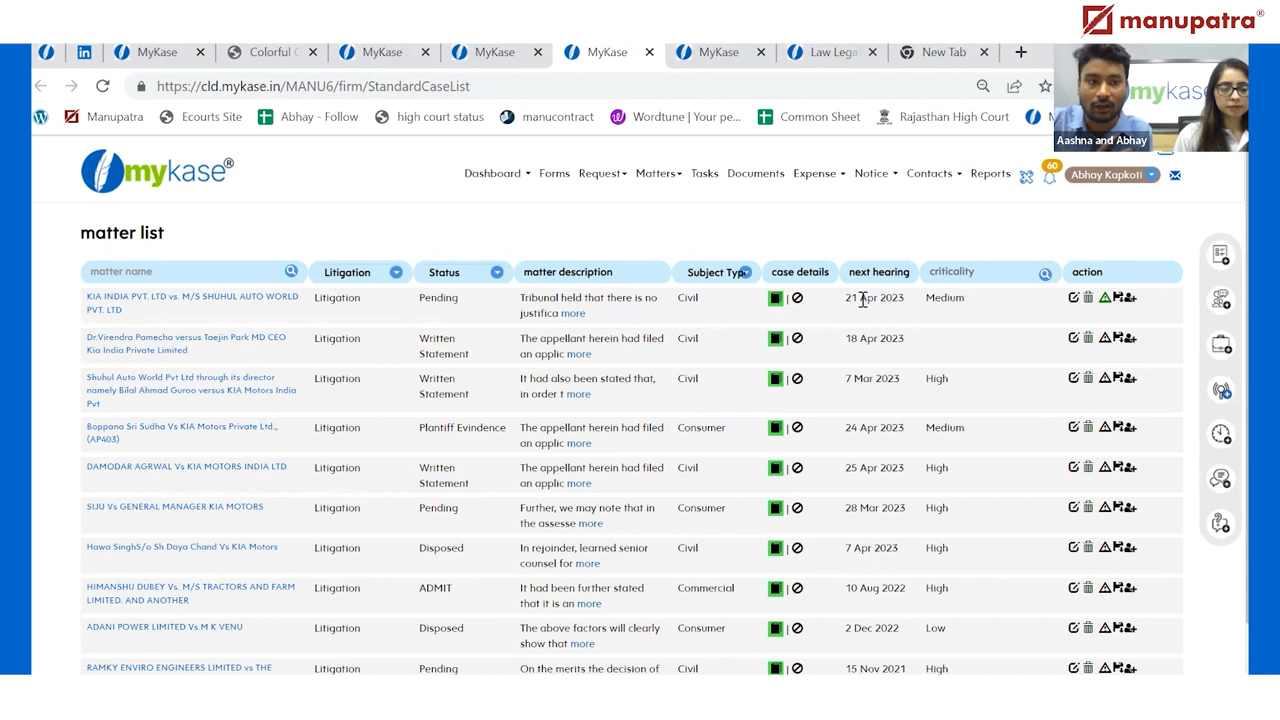 manupatra®
MyKase
Colorful
MyKase
MyKase
MyKase
MyKase
Law Lega
New Tab
https://cld.mykase.in/MANU6/firm/StandardCaseList
Manupatra
Ecourts Site
Abhay - Follow
high court status
manucontract
Wordtune | Your pe...
Common Sheet
Rajasthan High Court
M
mykase
Aashna and Abhay
mykase®
Dashboard
Forms
Request
Matters
Tasks
Documents
Expense
Notice
Contacts
Reports
60
Abhay Kapkoti
matter list
matter name
Litigation
Status
matter description
Subject Type
case details
next hearing
criticality
action
KIA INDIA PVT. LTD vs. M/S SHUHUL AUTO WORLD
PVT. LTD
Litigation
Pending
Tribunal held that there is no
justifica more
Civil
|
21 Apr 2023
Medium
Dr.Virendra Pamecha versus Taejin Park MD CEO
Kia India Private Limited
Litigation
Written
Statement
The appellant herein had filed
an applic more
Civil
|
18 Apr 2023
Shuhul Auto World Pvt Ltd through its director
namely Bilal Ahmad Guroo versus KIA Motors India
Pvt
Litigation
Written
Statement
It had also been stated that,
in order t more
Civil
|
7 Mar 2023
High
Boppana Sri Sudha Vs KIA Motors Private Ltd.,
(AP403)
Litigation
Plantiff Evindence
The appellant herein had filed
an applic more
Consumer
|
24 Apr 2023
Medium
DAMODAR AGRWAL Vs KIA MOTORS INDIA LTD
Litigation
Written
Statement
The appellant herein had filed
an applic more
Civil
|
25 Apr 2023
High
SIJU Vs GENERAL MANAGER KIA MOTORS
Litigation
Pending
Further, we may note that in
the assesse more
Consumer
|
28 Mar 2023
High
Hawa SinghS/o Sh Daya Chand Vs KIA Motors
Litigation
Disposed
In rejoinder, learned senior
counsel for more
Civil
|
7 Apr 2023
High
HIMANSHU DUBEY Vs. M/S TRACTORS AND FARM
LIMITED. AND ANOTHER
Litigation
ADMIT
It had been further stated
that it is an more
Commercial
|
10 Aug 2022
High
ADANI POWER LIMITED Vs.M K VENU
Litigation
Disposed
The above factors will clearly
show that more
Consumer
|
2 Dec 2022
Low
RAMKY ENVIRO ENGINEERS LIMITED vs THE
Litigation
Pending
On the merits the decision of
Civil
|
15 Nov 2021
High